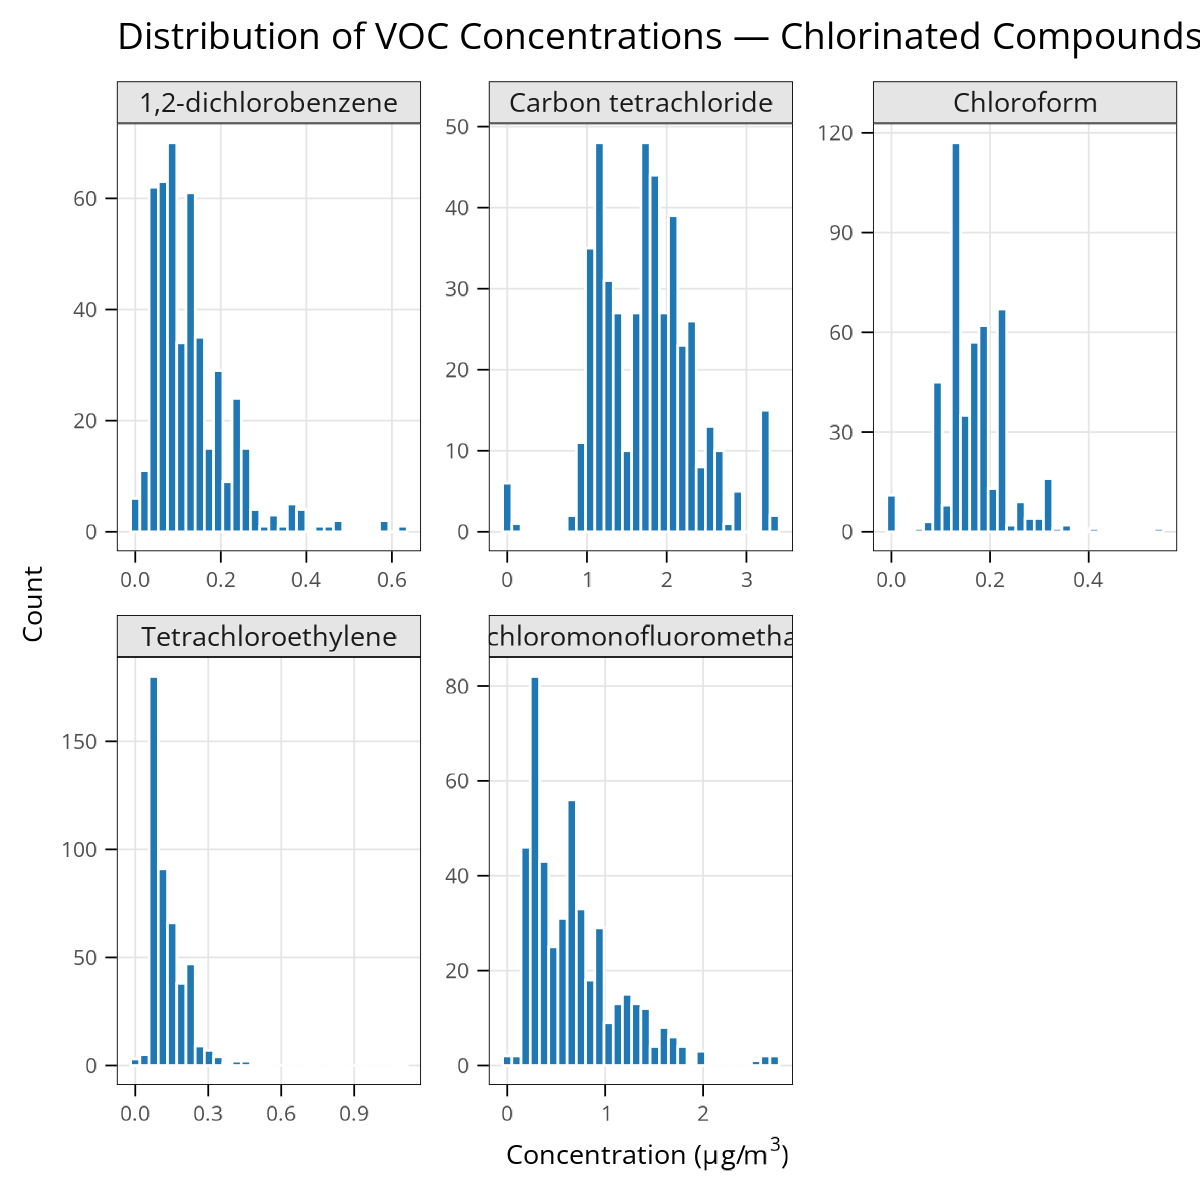 Distribution of VOC Concentrations — Chlorinated Compounds
1,2-dichlorobenzene
Carbon tetrachloride
Chloroform
60
40
20
0
0.0 0.2 0.4 0.6
50
40
30
20
10
0
0 1 2 3
120
90
60
30
0
0.0 0.2 0.4
Count
Tetrachloroethylene
chloromonofluorometha
150
100
50
0
0.0 0.3 0.6 0.9
80
60
40
20
0
0 1 2
Concentration (µg/m³)